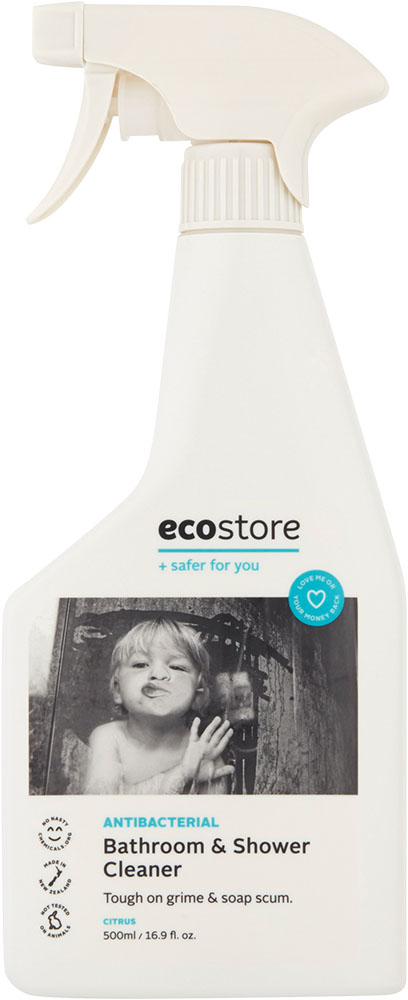 ecostore
+ safer for you
LOVE ME OR
YOUR MONEY BACK
NO NASTY
CHEMICALS.ORG
MADE IN
NEW ZEALAND
NOT TESTED
ON ANIMALS
ANTIBACTERIAL
Bathroom & Shower
Cleaner
Tough on grime & soap scum.
CITRUS
500ml / 16.9 fl. oz.